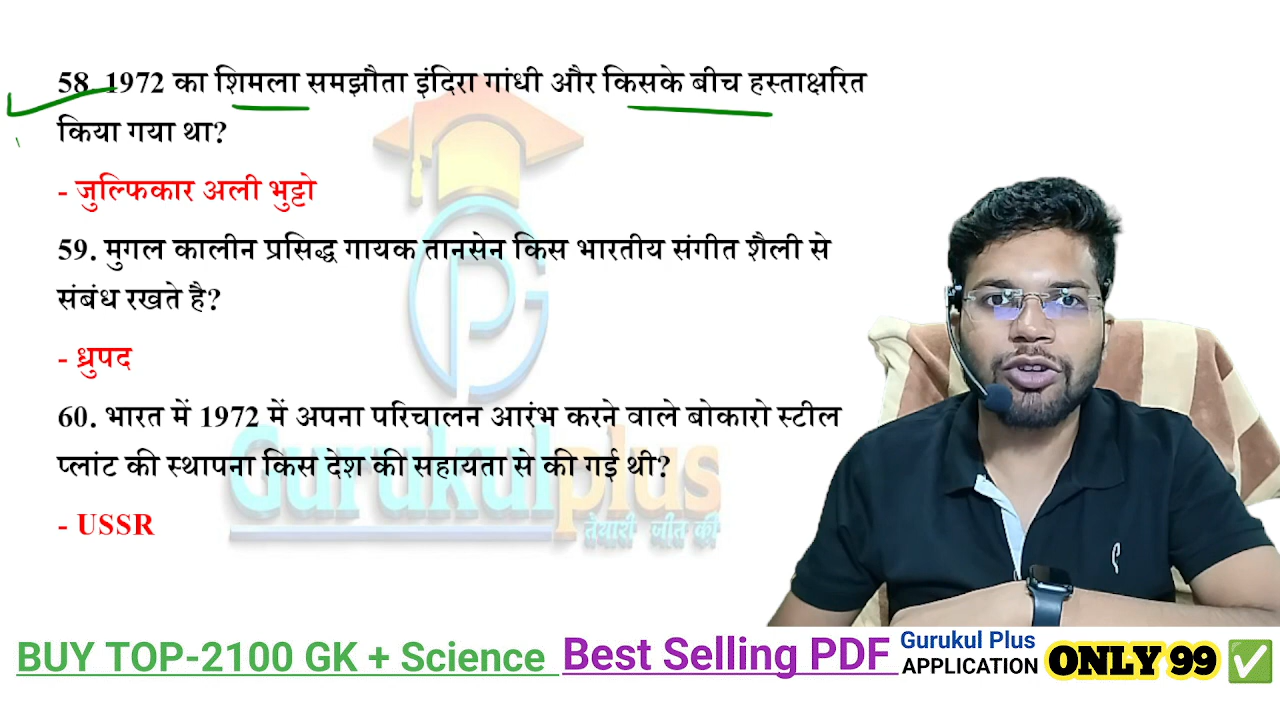 58. 1972 का शिमला समझौता इंदिरा गांधी और किसके बीच हस्ताक्षरित
किया गया था?
- जुल्फिकार अली भुट्टो
59. मुगल कालीन प्रसिद्ध गायक तानसेन किस भारतीय संगीत शैली से
संबंध रखते है?
- ध्रुपद
60. भारत में 1972 में अपना परिचालन आरंभ करने वाले बोकारो स्टील
प्लांट की स्थापना किस देश की सहायता से की गई थी?
- USSR
Gurukulplus
तैयारी जीत की
BUY TOP-2100 GK + Science Best Selling PDF Gurukul Plus
APPLICATION ONLY 99